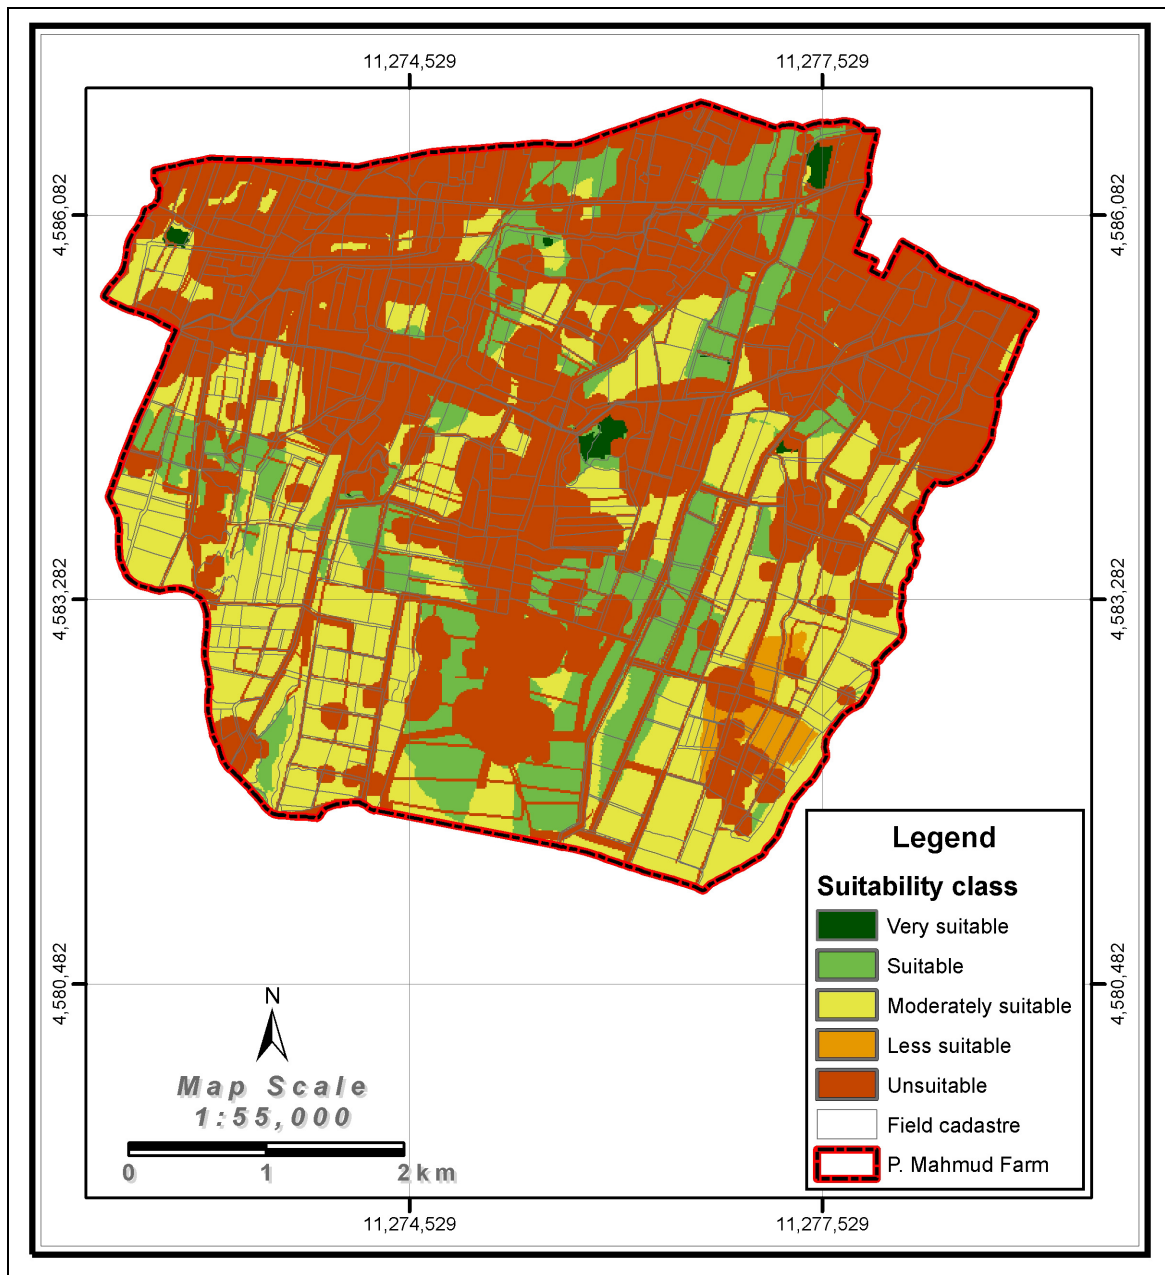 11,274,529
11,277,529
4,586,082
4,586,082
4,583,282
4,583,282
4,580,482
4,580,482
Legend
Suitability class
Very suitable
Suitable
Moderately suitable
Less suitable
Unsuitable
Field cadastre
P. Mahmud Farm
N
Map Scale
1:55,000
0 1 2 km
11,274,529
11,277,529